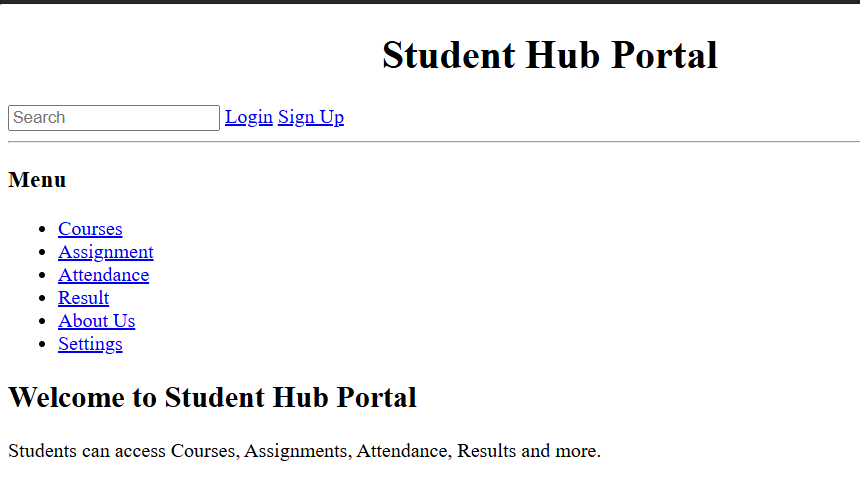 Student Hub Portal
Search Login Sign Up
Menu
Courses
Assignment
Attendance
Result
About Us
Settings
Welcome to Student Hub Portal
Students can access Courses, Assignments, Attendance, Results and more.